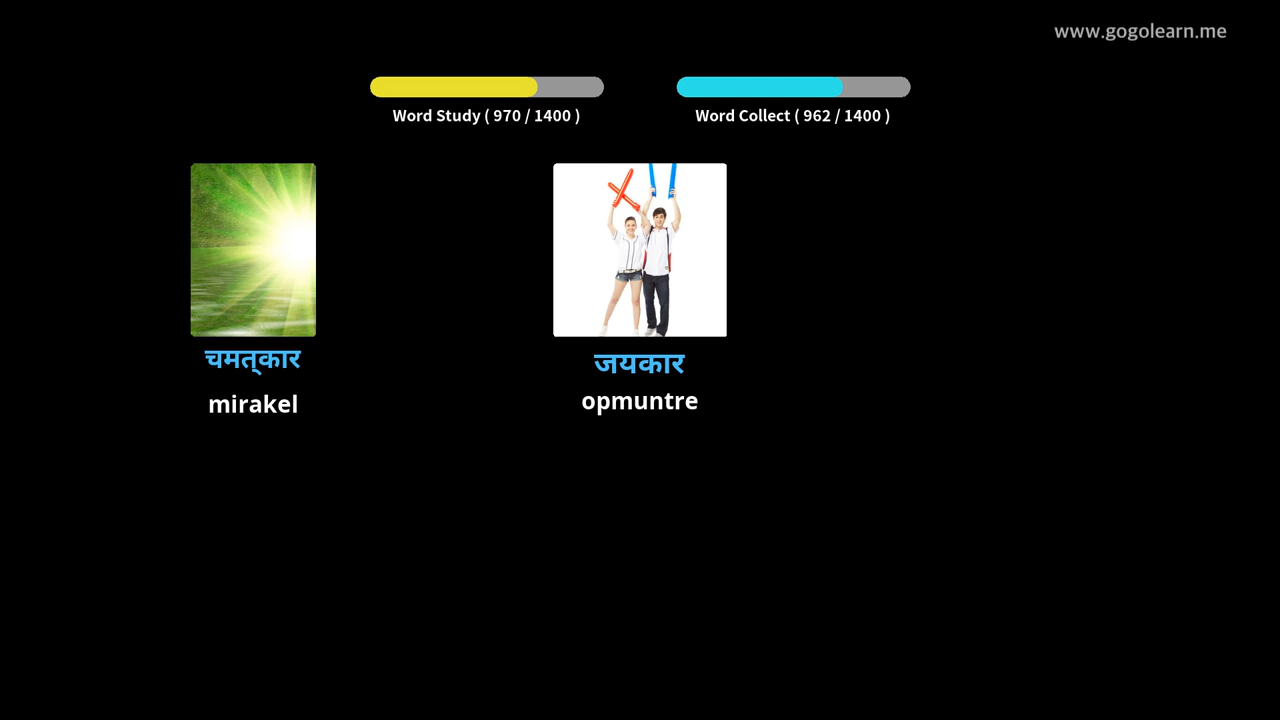 www.gogolearn.me
Word Study ( 970 / 1400 )
Word Collect ( 962 / 1400 )
चमत्कार
जयकार
mirakel
opmuntre